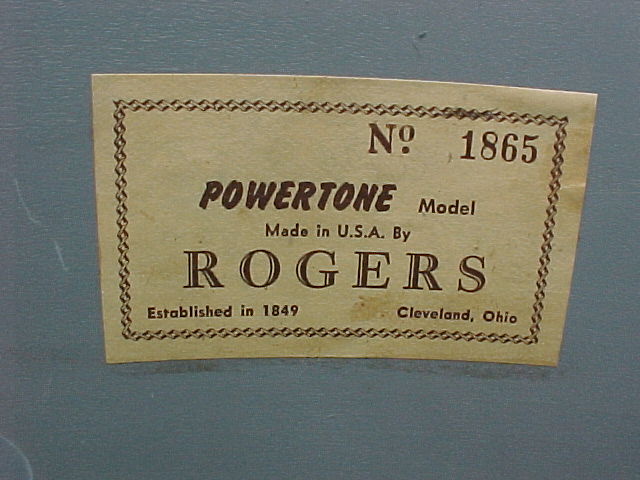 Nº 1865
POWERTONE Model
Made in U.S.A. By
ROGERS
Established in 1849 Cleveland, Ohio